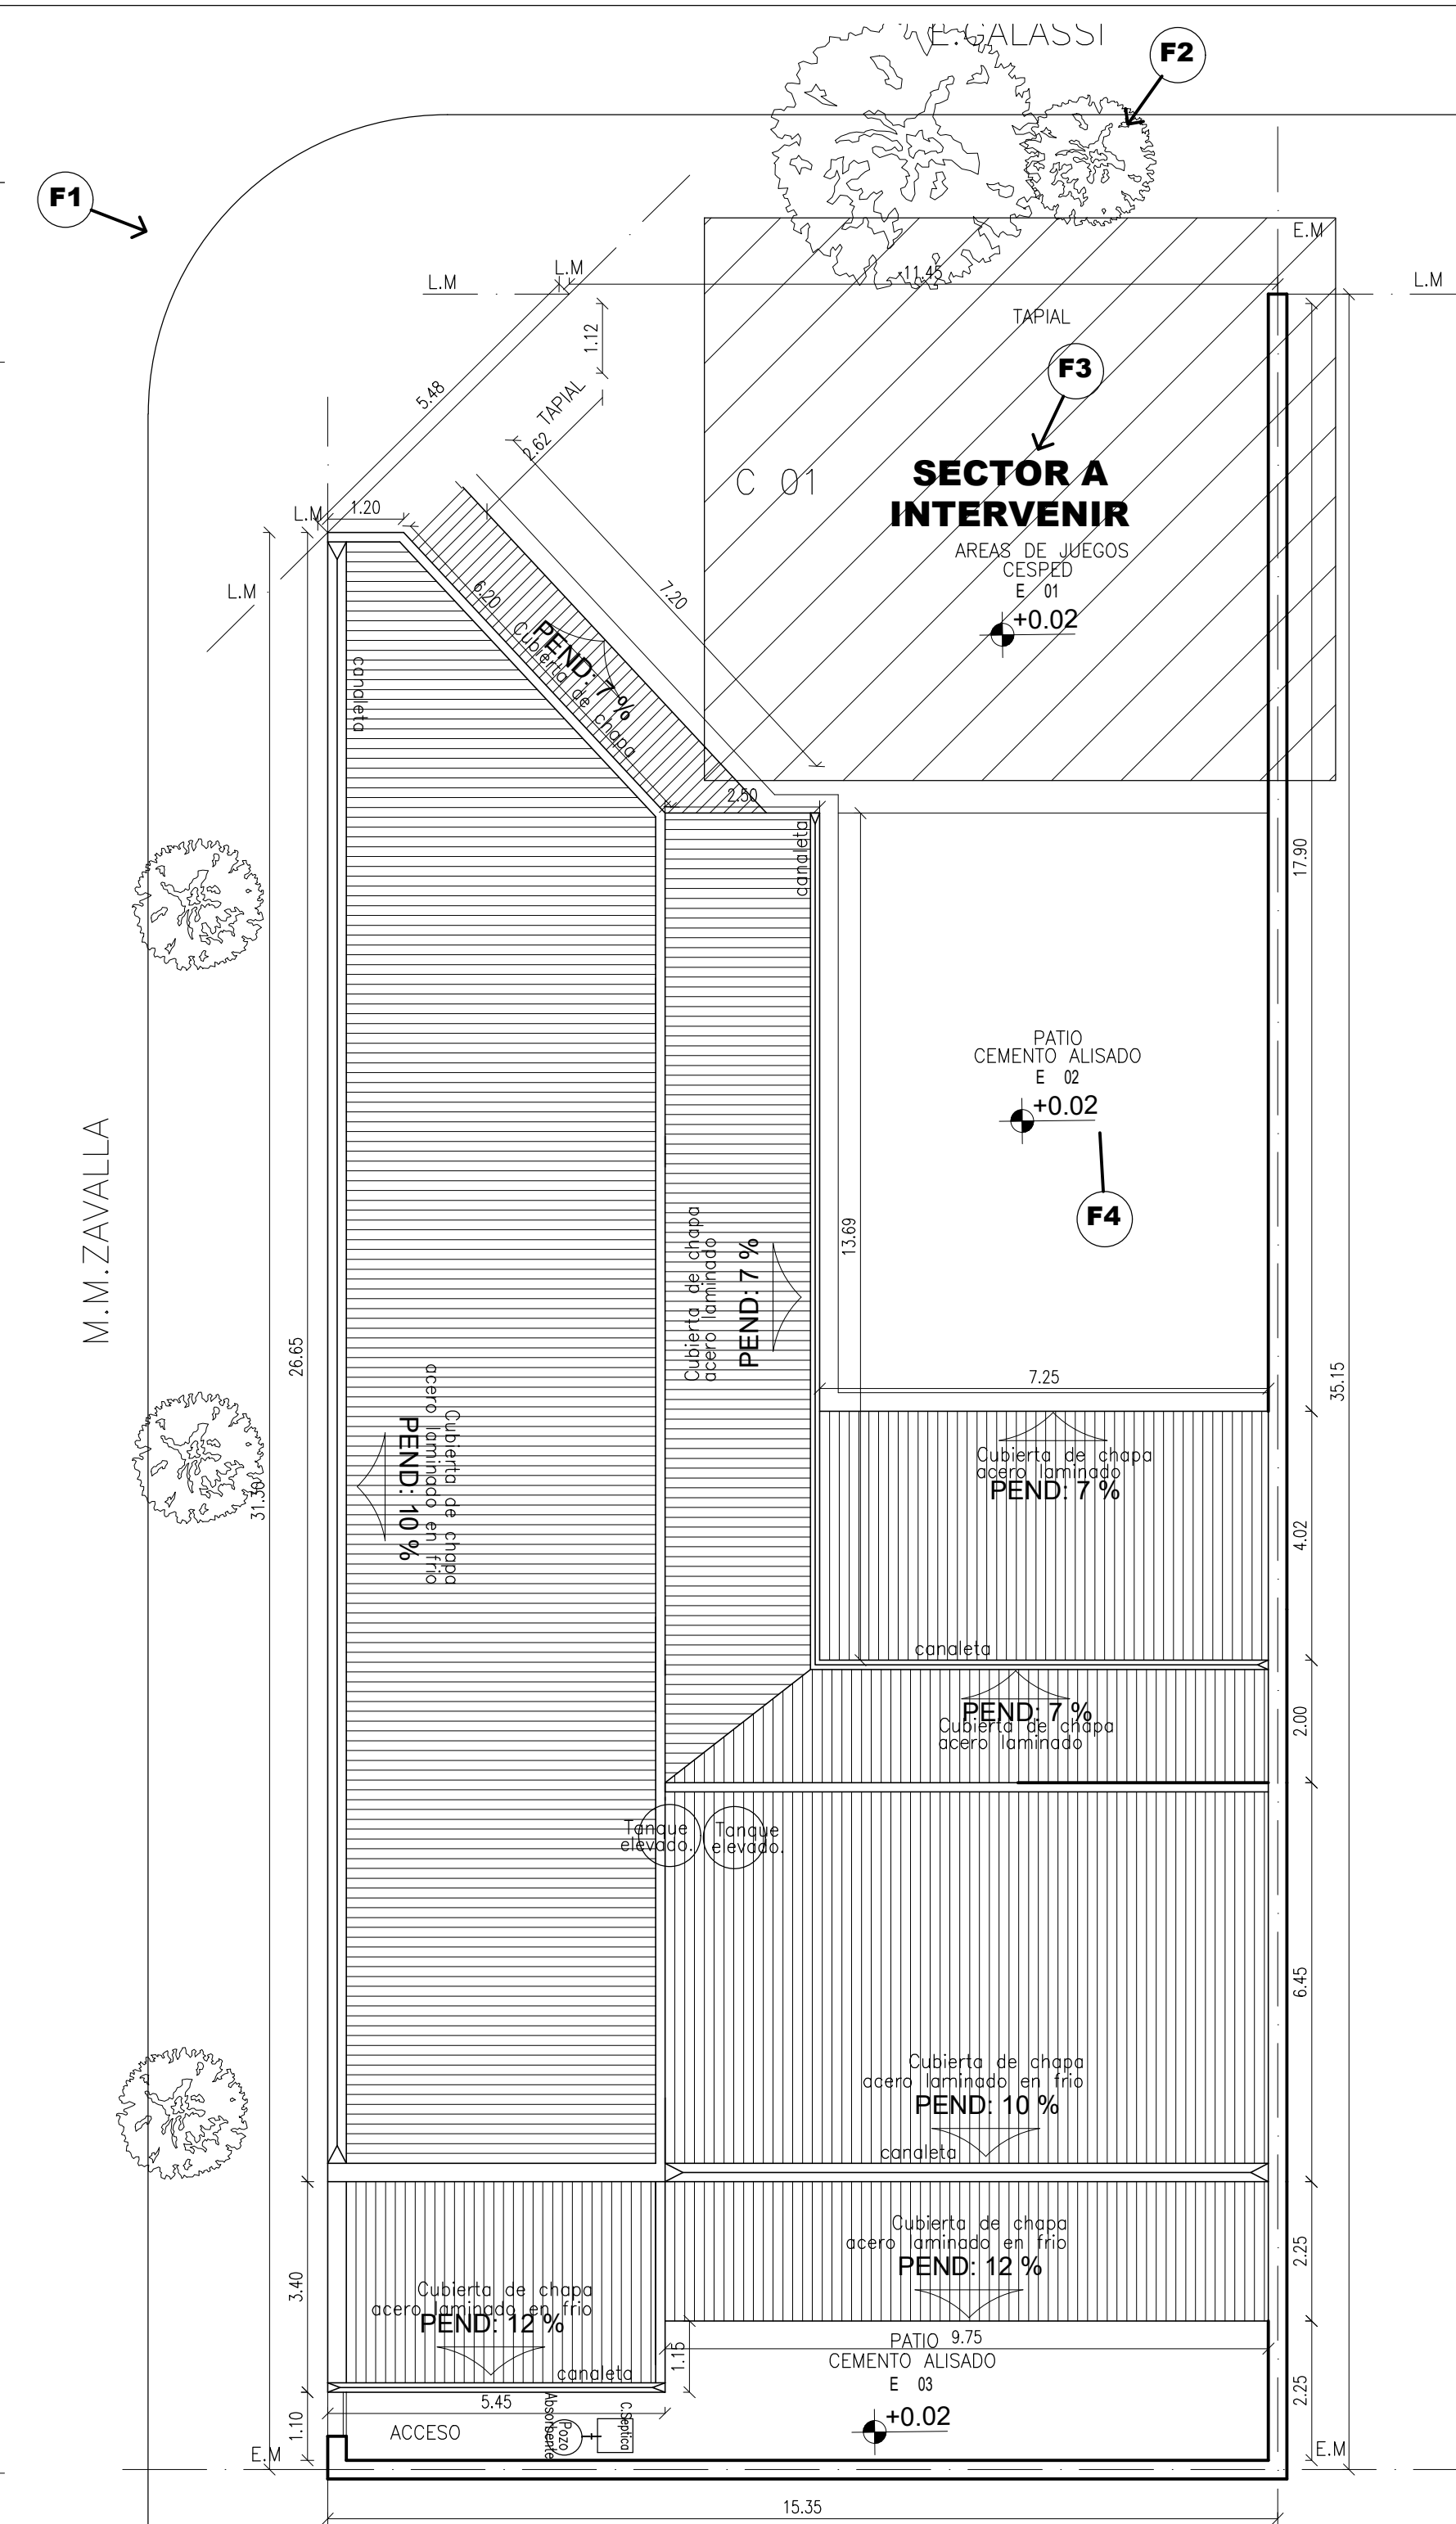 E.GALASSI
F2
F1
E.M
L.M
L.M
11.45
L.M
TAPIAL
1.12
F3
5.48
TAPIAL
2.62
SECTOR A
INTERVENIR
C 01
L.M
1.20
AREAS DE JUEGOS
CESPED
E 01
+0.02
L.M
6.20
7.20
PEND: 7 %
Cubierta de chapa
canaleta
2.50
canaleta
17.90
PATIO
CEMENTO ALISADO
E 02
+0.02
M.M.ZAVALLA
F4
13.69
Cubierta de chapa
acero laminado
PEND: 7 %
26.65
7.25
35.15
Cubierta de chapa
acero laminado en frio
PEND: 10 %
Cubierta de chapa
acero laminado
PEND: 7 %
31.30
4.02
canaleta
PEND: 7 %
Cubierta de chapa
acero laminado
2.00
Tanque
elevado.
Tanque
elevado.
6.45
Cubierta de chapa
acero laminado en frio
PEND: 10 %
canaleta
Cubierta de chapa
acero laminado en frio
PEND: 12 %
2.25
3.40
Cubierta de chapa
acero laminado en frio
PEND: 12 %
canaleta
1.15
PATIO
9.75
CEMENTO ALISADO
E 03
+0.02
2.25
5.45
1.10
ACCESO
Pozo
Absorbente
C.Septica
E.M
E.M
15.35